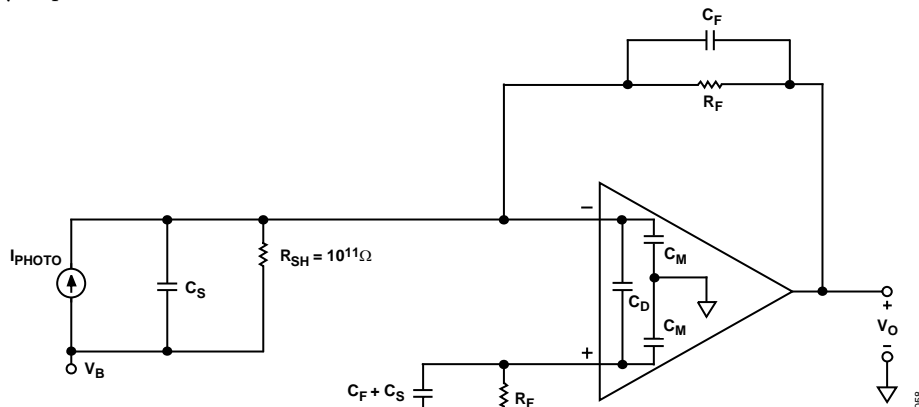 C_F
R_F
−
I_PHOTO
C_S
R_SH = 10^11Ω
C_M
C_D
C_M
+
V_B
C_F + C_S
R_F
+
V_O
−